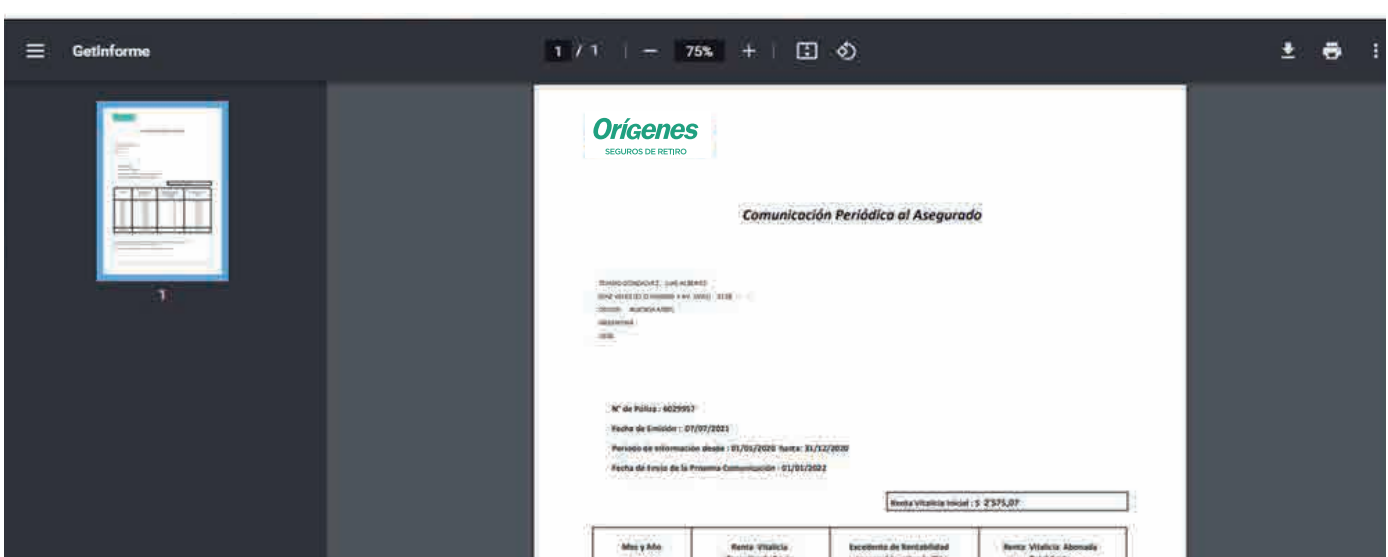 GetInforme
1 / 1
75%
1
Orígenes
SEGUROS DE RETIRO
Comunicación Periódica al Asegurado
ARGENTINA
N° de Póliza : 6029957
Fecha de Emisión : 07/07/2021
Periodo de información desde : 01/01/2020 hasta: 31/12/2020
Fecha de Envío de la Próxima Comunicación : 01/01/2022
Renta Vitalicia Inicial : $ 2'575,07
Mes y Año
Renta Vitalicia
Excedente de Rentabilidad
Renta Vitalicia Abonada